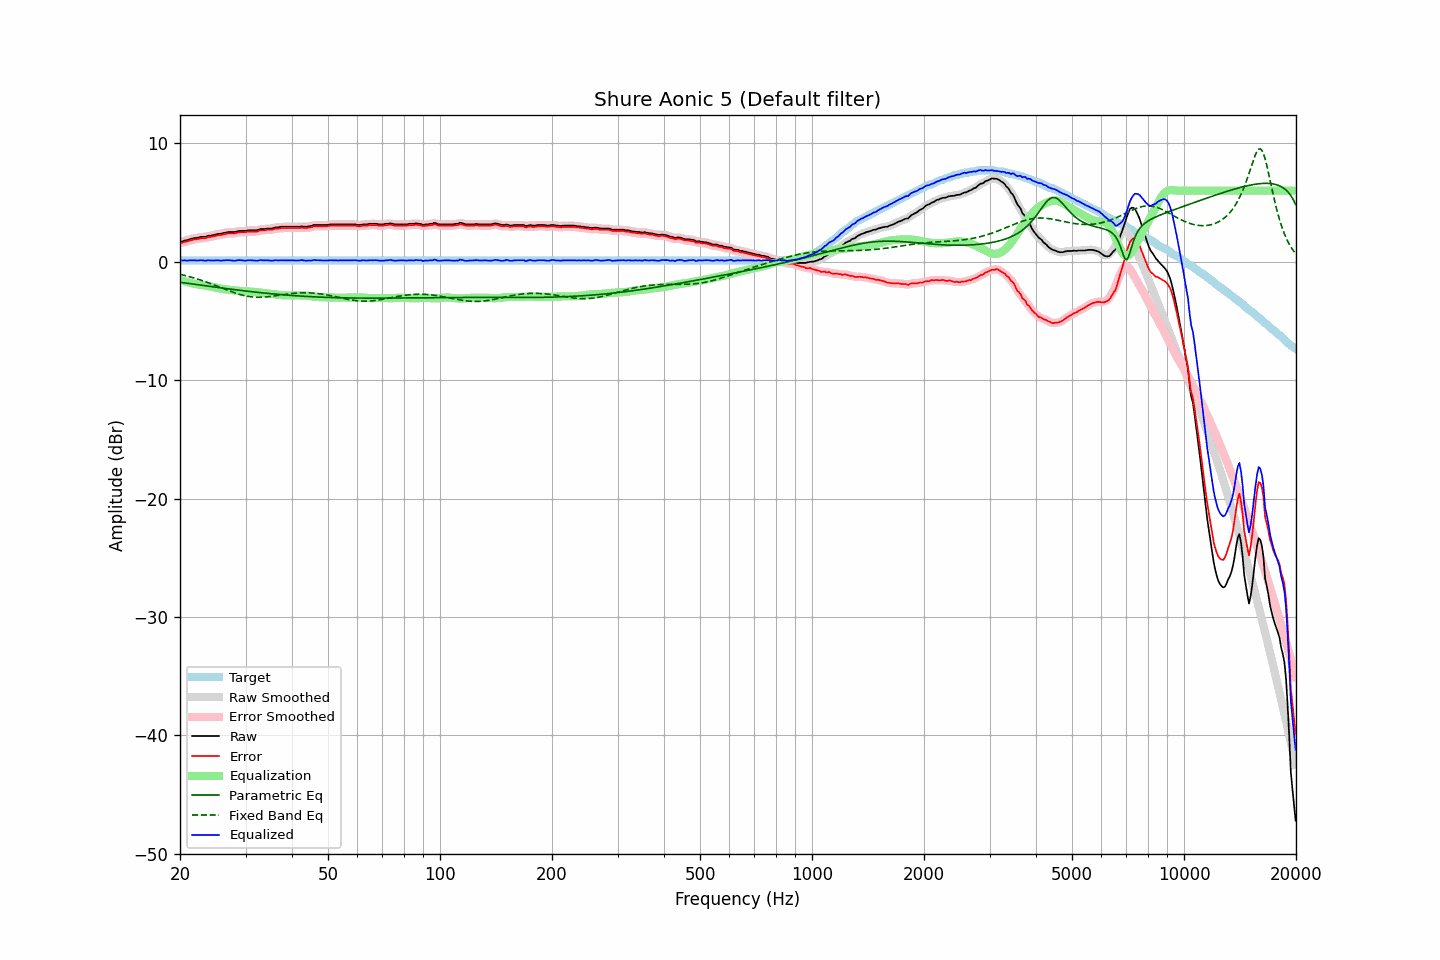 Shure Aonic 5 (Default filter)
10
0
−10
−20
−30
−40
−50
Amplitude (dBr)
Target
Raw Smoothed
Error Smoothed
Raw
Error
Equalization
Parametric Eq
Fixed Band Eq
Equalized
20 50 100 200 500 1000 2000 5000 10000 20000
Frequency (Hz)